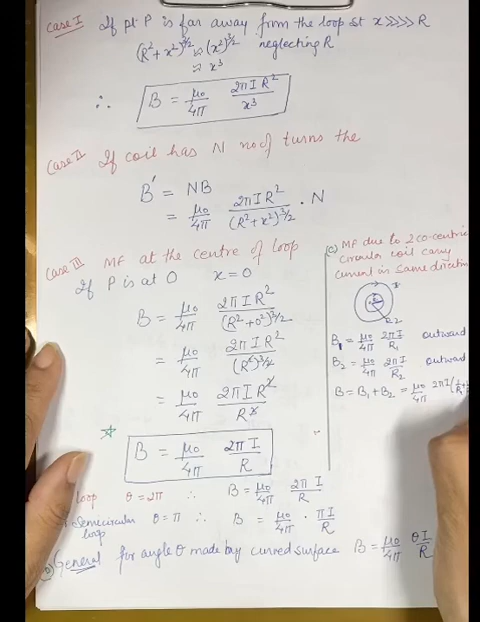 Case I If pt P is far away from the loop st x >>>> R
(R² + x²)^3/2 ≈ (x²)^3/2 neglecting R
≈ x³
∴ B = μ₀/4π 2πIR²/x³
Case II If coil has N no of turns the
B' = NB
= μ₀/4π 2πIR²/(R²+x²)^3/2 . N
Case III MF at the centre of loop
If P is at O x = 0
B = μ₀/4π 2πIR²/(R²+0²)^3/2
= μ₀/4π 2πIR²/(R²)^3/2
= μ₀/4π 2πIR²/R³
B = μ₀/4π 2πI/R
loop θ = 2π ∴ B = μ₀/4π 2πI/R
Semicircular θ = π ∴ B = μ₀/4π . πI/R
loop
(b) General for angle θ made by curved surface B = μ₀/4π θI/R
(c) MF due to 2 co-centric
circular coil carry
current in same direction
R₂
B₁ = μ₀/4π 2πI/R₁ outward
B₂ = μ₀/4π 2πI/R₂ outward
B = B₁ + B₂ = μ₀/4π 2πI(1/R₁ +